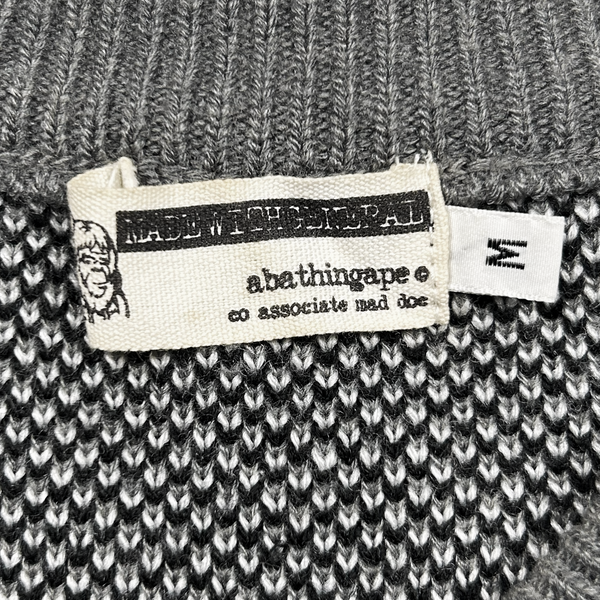 MADE WITH GENERAL
abathingape ©
co associate mad doc
M